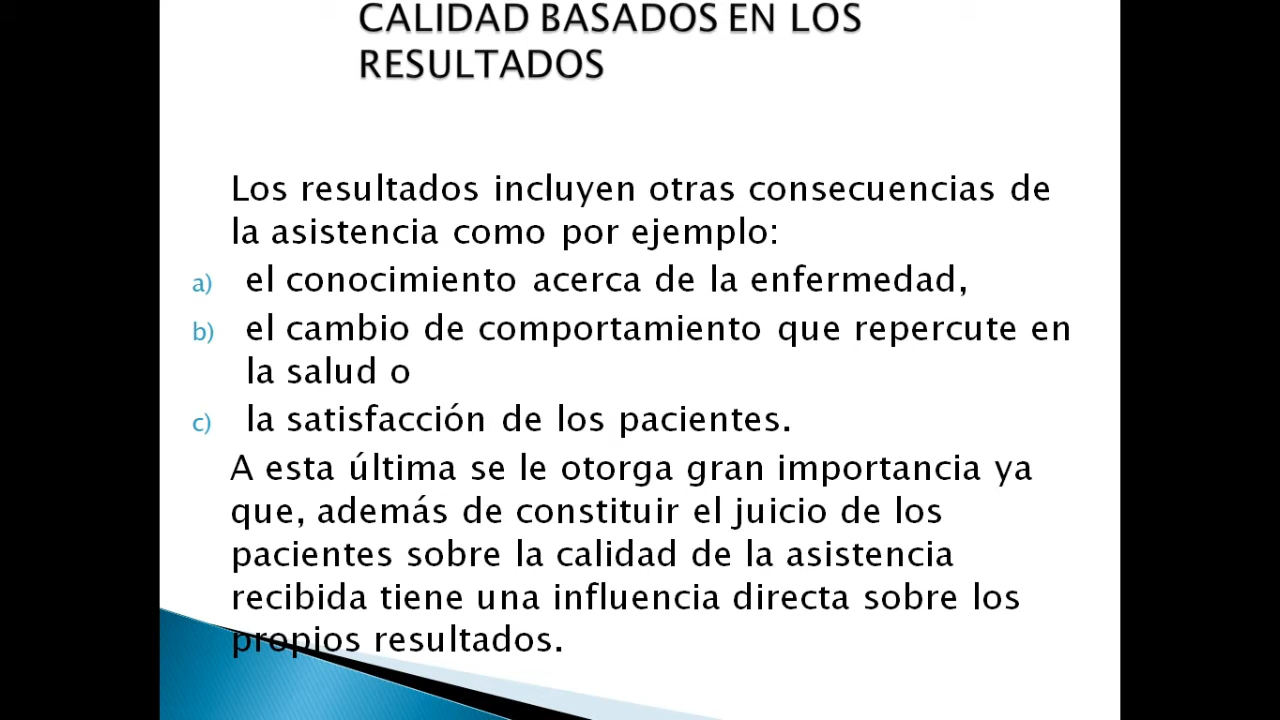 CALIDAD BASADOS EN LOS
RESULTADOS
Los resultados incluyen otras consecuencias de
la asistencia como por ejemplo:
a) el conocimiento acerca de la enfermedad,
b) el cambio de comportamiento que repercute en
la salud o
c) la satisfacción de los pacientes.
A esta última se le otorga gran importancia ya
que, además de constituir el juicio de los
pacientes sobre la calidad de la asistencia
recibida tiene una influencia directa sobre los
propios resultados.